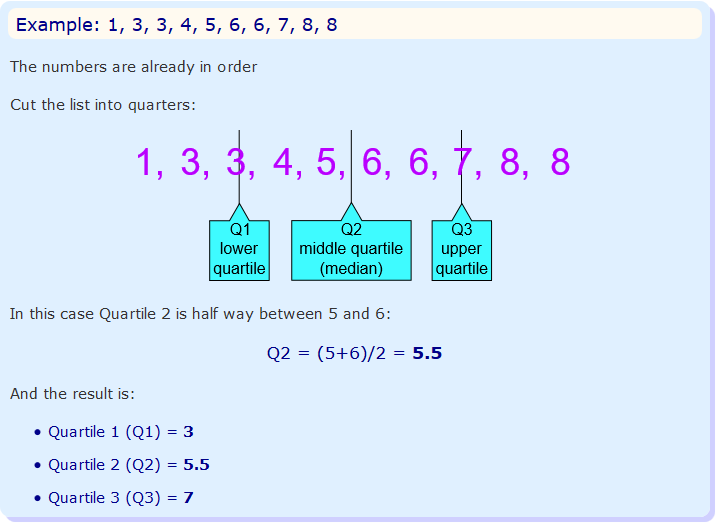 Example: 1, 3, 3, 4, 5, 6, 6, 7, 8, 8
The numbers are already in order
Cut the list into quarters:
1, 3, 3, 4, 5, 6, 6, 7, 8, 8
Q1
lower
quartile
Q2
middle quartile
(median)
Q3
upper
quartile
In this case Quartile 2 is half way between 5 and 6:
Q2 = (5+6)/2 = 5.5
And the result is:
• Quartile 1 (Q1) = 3
• Quartile 2 (Q2) = 5.5
• Quartile 3 (Q3) = 7